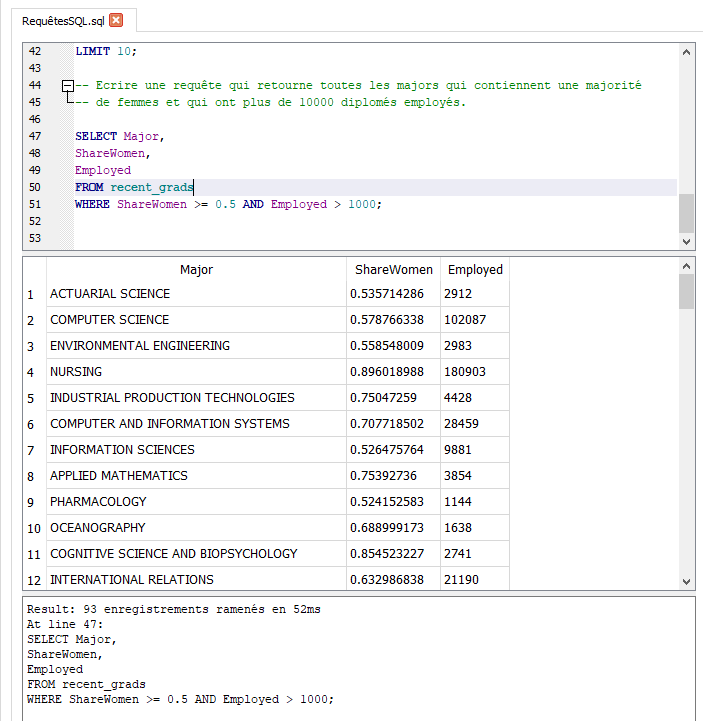 RequêtesSQL.sql
42 LIMIT 10;
43
44 -- Ecrire une requête qui retourne toutes les majors qui contiennent une majorité
45 -- de femmes et qui ont plus de 10000 diplomés employés.
46
47 SELECT Major,
48 ShareWomen,
49 Employed
50 FROM recent_grads
51 WHERE ShareWomen >= 0.5 AND Employed > 1000;
52
53
Major ShareWomen Employed
1 ACTUARIAL SCIENCE 0.535714286 2912
2 COMPUTER SCIENCE 0.578766338 102087
3 ENVIRONMENTAL ENGINEERING 0.558548009 2983
4 NURSING 0.896018988 180903
5 INDUSTRIAL PRODUCTION TECHNOLOGIES 0.75047259 4428
6 COMPUTER AND INFORMATION SYSTEMS 0.707718502 28459
7 INFORMATION SCIENCES 0.526475764 9881
8 APPLIED MATHEMATICS 0.75392736 3854
9 PHARMACOLOGY 0.524152583 1144
10 OCEANOGRAPHY 0.688999173 1638
11 COGNITIVE SCIENCE AND BIOPSYCHOLOGY 0.854523227 2741
12 INTERNATIONAL RELATIONS 0.632986838 21190
Result: 93 enregistrements ramenés en 52ms
At line 47:
SELECT Major,
ShareWomen,
Employed
FROM recent_grads
WHERE ShareWomen >= 0.5 AND Employed > 1000;